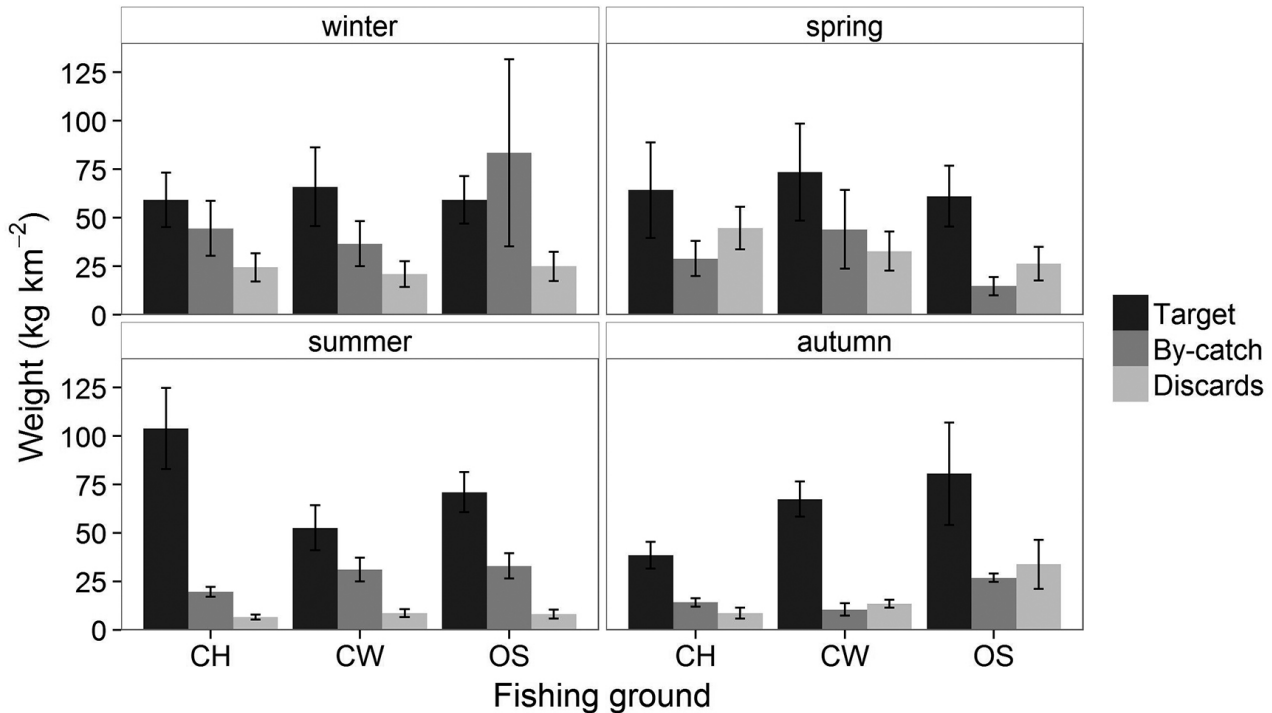 winter
spring
125
100
75
50
25
0
summer
autumn
125
100
75
50
25
0
CH CW OS
CH CW OS
Fishing ground
Weight (kg km−2)
Target
By-catch
Discards